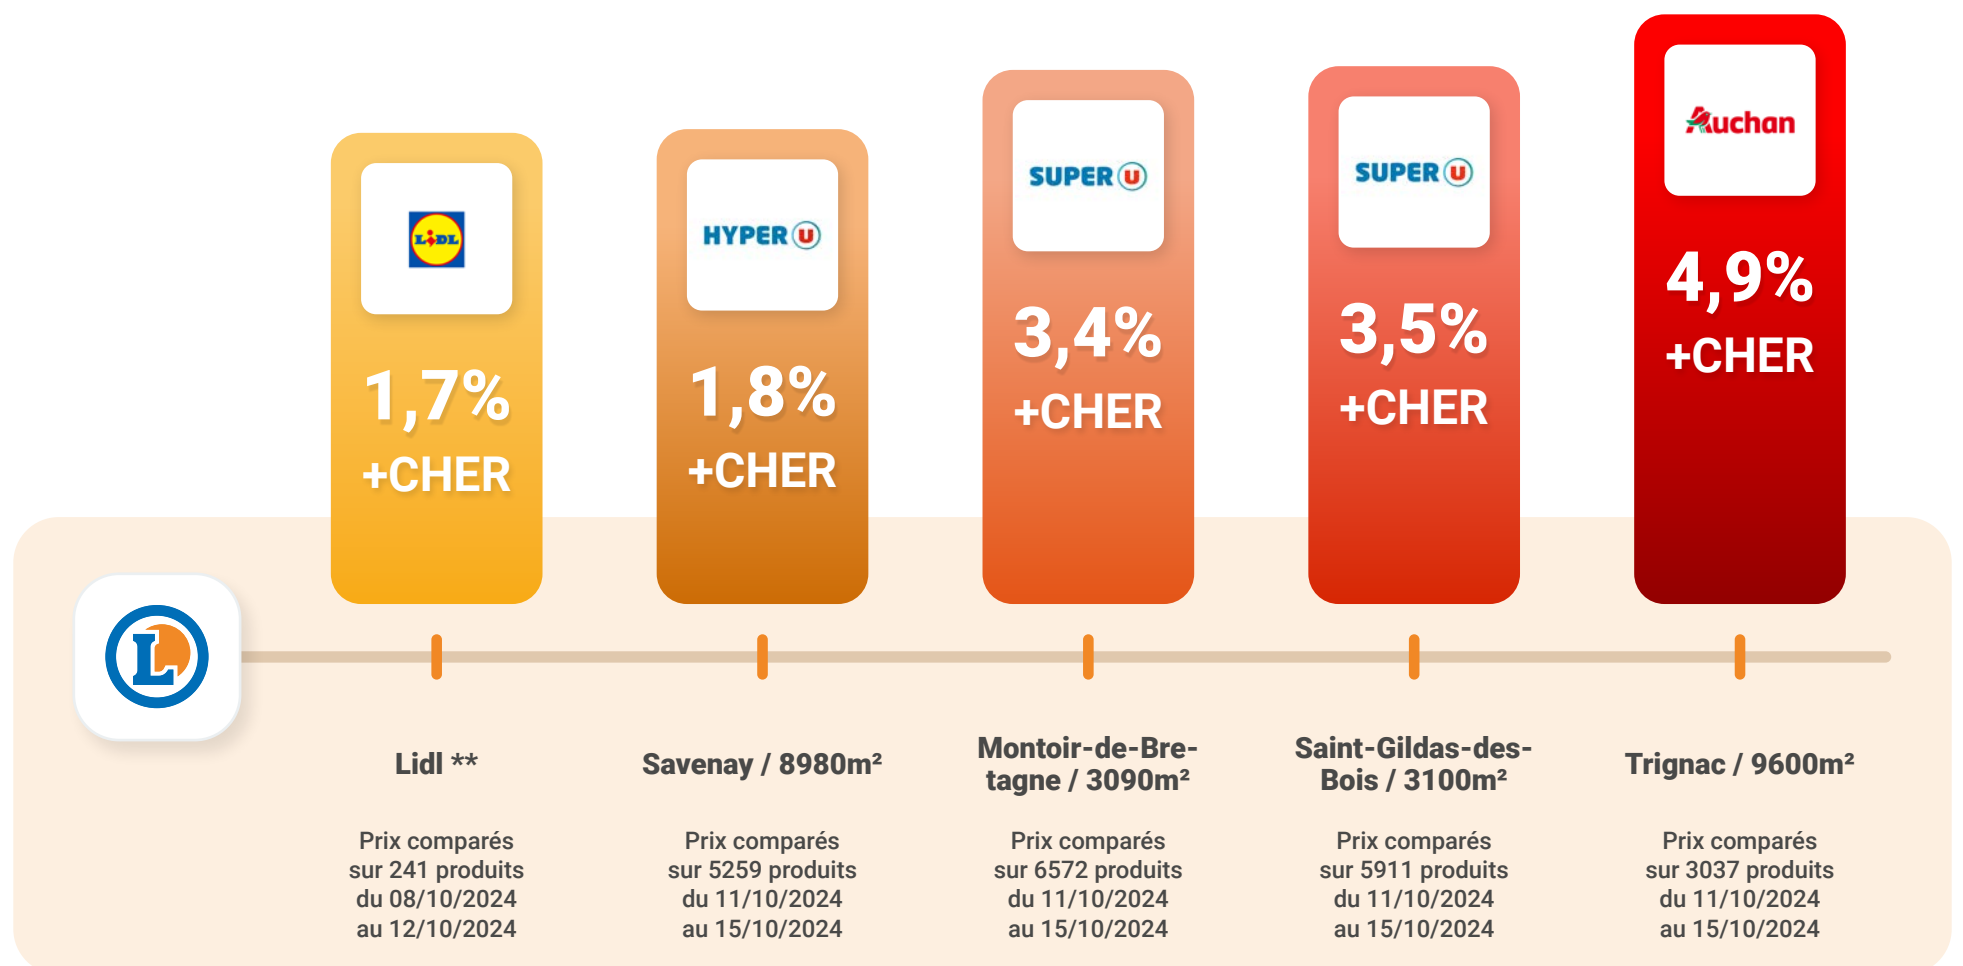 LIDL
1,7%
+CHER
HYPER U
1,8%
+CHER
SUPER U
3,4%
+CHER
SUPER U
3,5%
+CHER
Auchan
4,9%
+CHER
L
Lidl **
Prix comparés
sur 241 produits
du 08/10/2024
au 12/10/2024
Savenay / 8980m²
Prix comparés
sur 5259 produits
du 11/10/2024
au 15/10/2024
Montoir-de-Bre-
tagne / 3090m²
Prix comparés
sur 6572 produits
du 11/10/2024
au 15/10/2024
Saint-Gildas-des-
Bois / 3100m²
Prix comparés
sur 5911 produits
du 11/10/2024
au 15/10/2024
Trignac / 9600m²
Prix comparés
sur 3037 produits
du 11/10/2024
au 15/10/2024